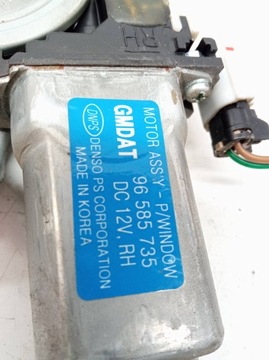 RH
MOTOR ASS'Y - P/WINDOW
96 585 735
GMDAT DC 12V, RH
DNPS DENSO PS CORPORATION
MADE IN KOREA